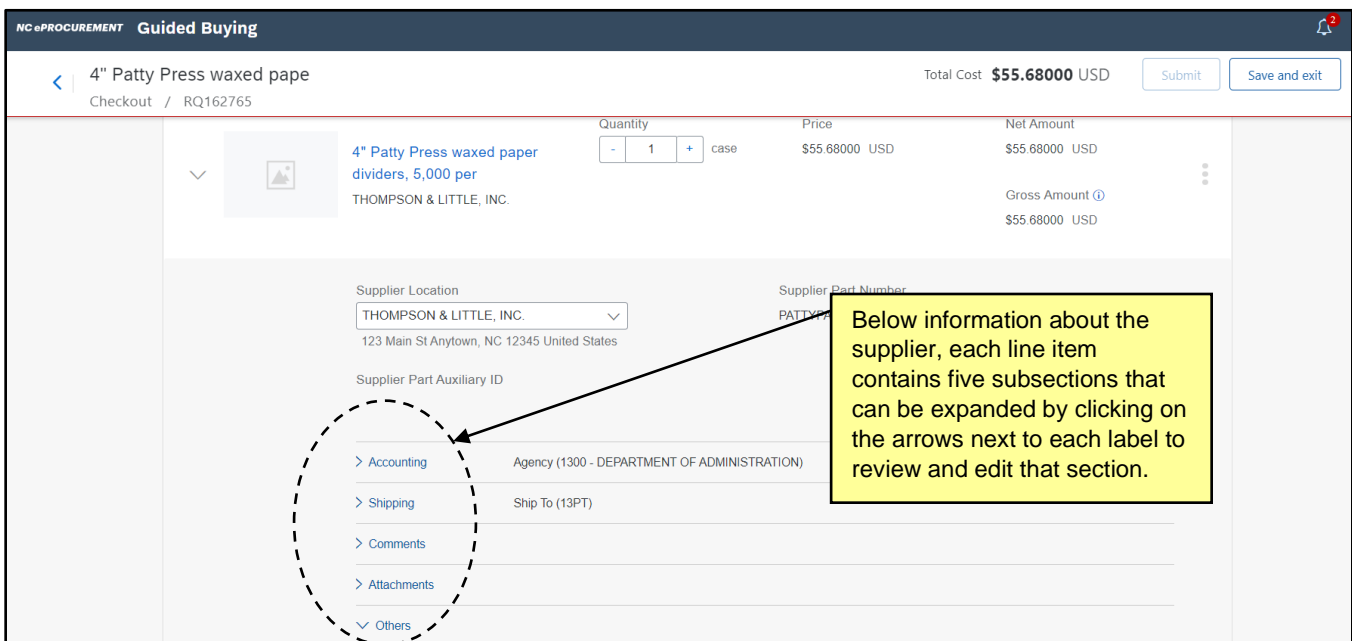 NC ePROCUREMENT Guided Buying
2
4" Patty Press waxed pape
Total Cost $55.68000 USD
Submit
Save and exit
Checkout / RQ162765
Quantity
Price
Net Amount
4" Patty Press waxed paper
dividers, 5,000 per
- 1 + case
$55.68000 USD
$55.68000 USD
THOMPSON & LITTLE, INC.
Gross Amount
$55.68000 USD
Supplier Location
Supplier Part Number
THOMPSON & LITTLE, INC.
123 Main St Anytown, NC 12345 United States
Supplier Part Auxiliary ID
Below information about the
supplier, each line item
contains five subsections that
can be expanded by clicking on
the arrows next to each label to
review and edit that section.
Accounting
Agency (1300 - DEPARTMENT OF ADMINISTRATION)
Shipping
Ship To (13PT)
Comments
Attachments
Others